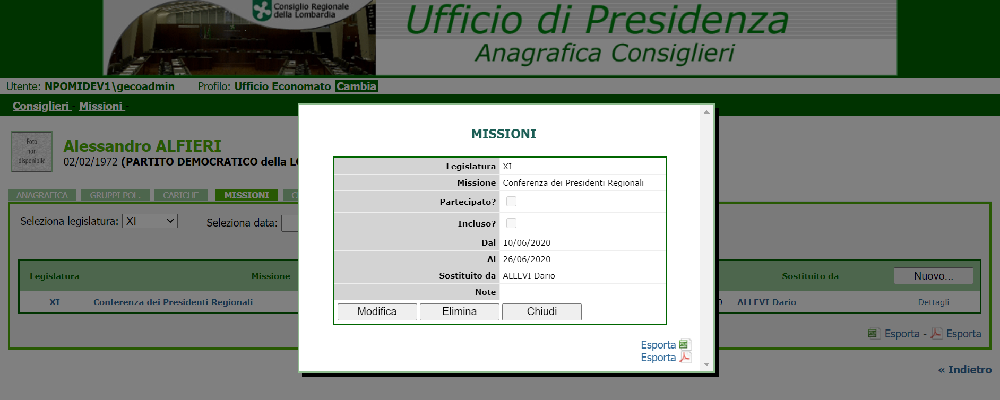 Consiglio Regionale
della Lombardia
Ufficio di Presidenza
Anagrafica Consiglieri
Utente: NPOMIDEV1\gecoadmin Profilo: Ufficio Economato Cambia
Consiglieri - Missioni -
Foto
non
disponibile
Alessandro ALFIERI
02/02/1972 (PARTITO DEMOCRATICO della
ANAGRAFICA GRUPPI POL. CARICHE MISSIONI
Seleziona legislatura: XI Seleziona data:
Legislatura Missione Sostituito da Nuovo...
XI Conferenza dei Presidenti Regionali 0 ALLEVI Dario Dettagli
Esporta - Esporta
« Indietro
MISSIONI
Legislatura XI
Missione Conferenza dei Presidenti Regionali
Partecipato?
Incluso?
Dal 10/06/2020
Al 26/06/2020
Sostituito da ALLEVI Dario
Note
Modifica Elimina Chiudi
Esporta
Esporta